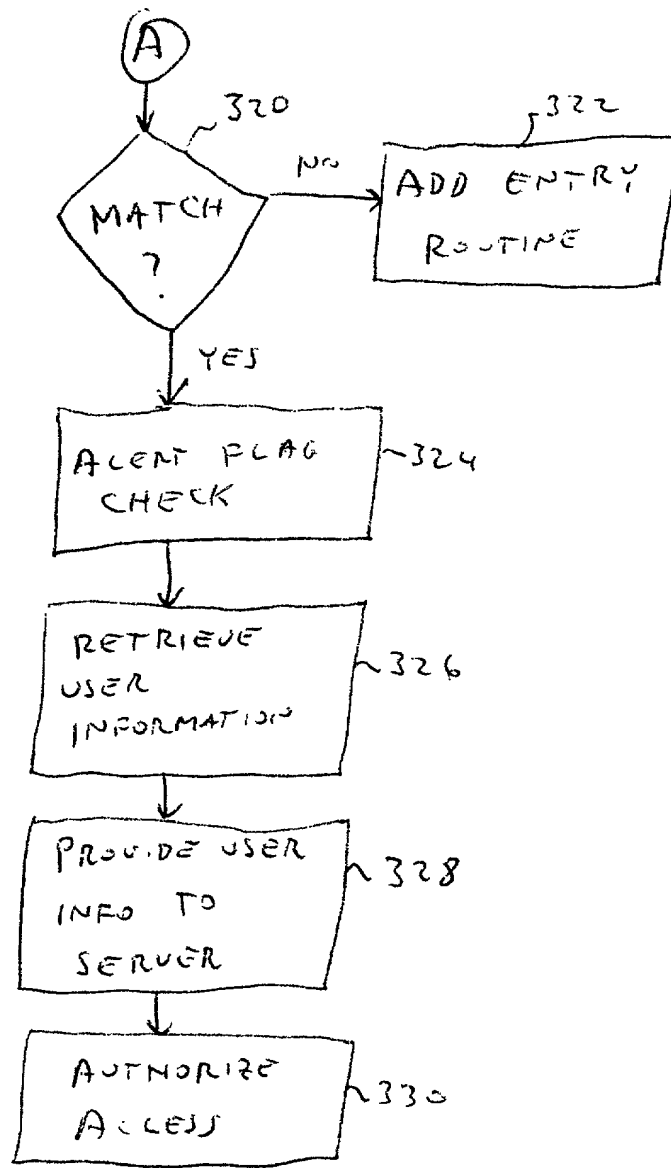 A
320
322
MATCH
?
NO
ADD ENTRY
ROUTINE
YES
ALERT FLAG
CHECK
324
RETRIEVE
USER
INFORMATION
326
PROVIDE USER
INFO TO
SERVER
328
AUTHORIZE
ACCESS
330